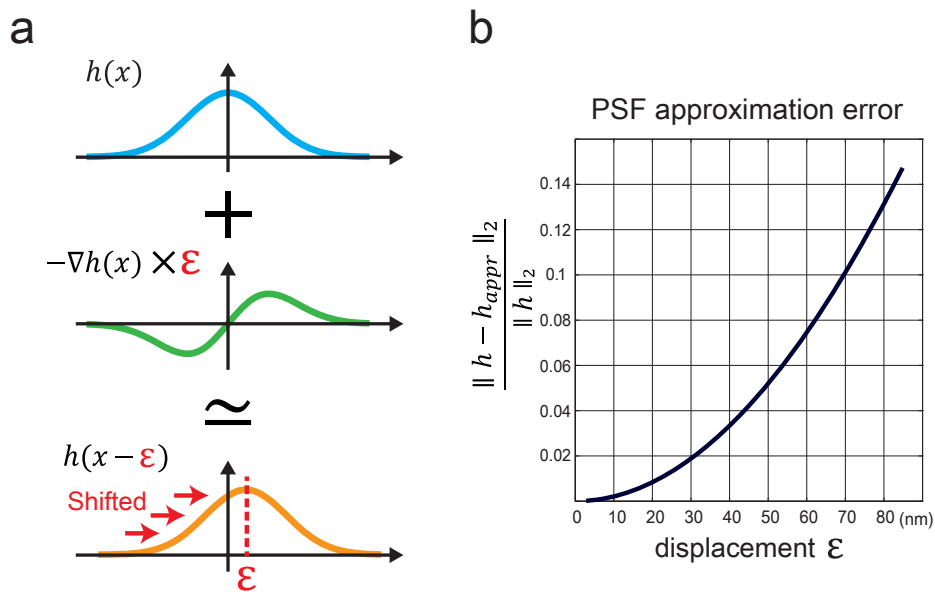 a
h(x)
+
−∇h(x) × ε
≃
h(x − ε)
Shifted
ε
b
PSF approximation error
‖ h − h_appr ‖₂
‖ h ‖₂
0.14
0.12
0.1
0.08
0.06
0.04
0.02
0 10 20 30 40 50 60 70 80 (nm)
displacement ε